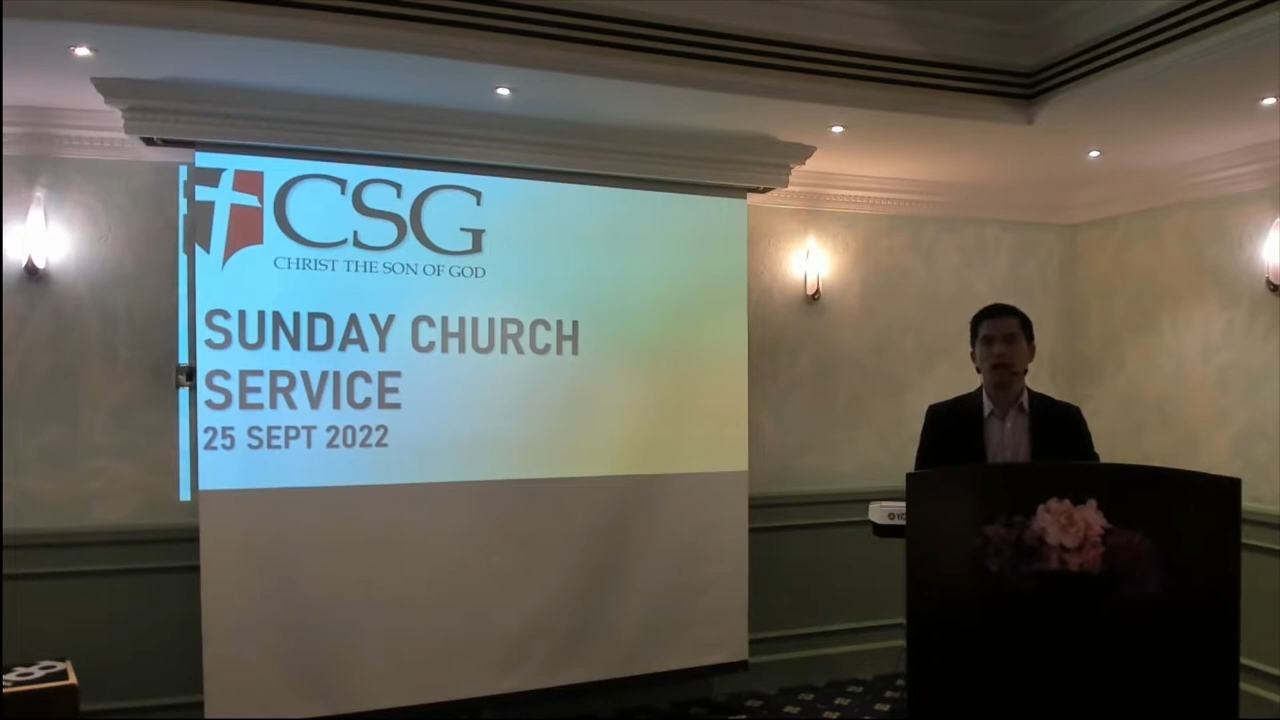 CSG
CHRIST THE SON OF GOD
SUNDAY CHURCH
SERVICE
25 SEPT 2022